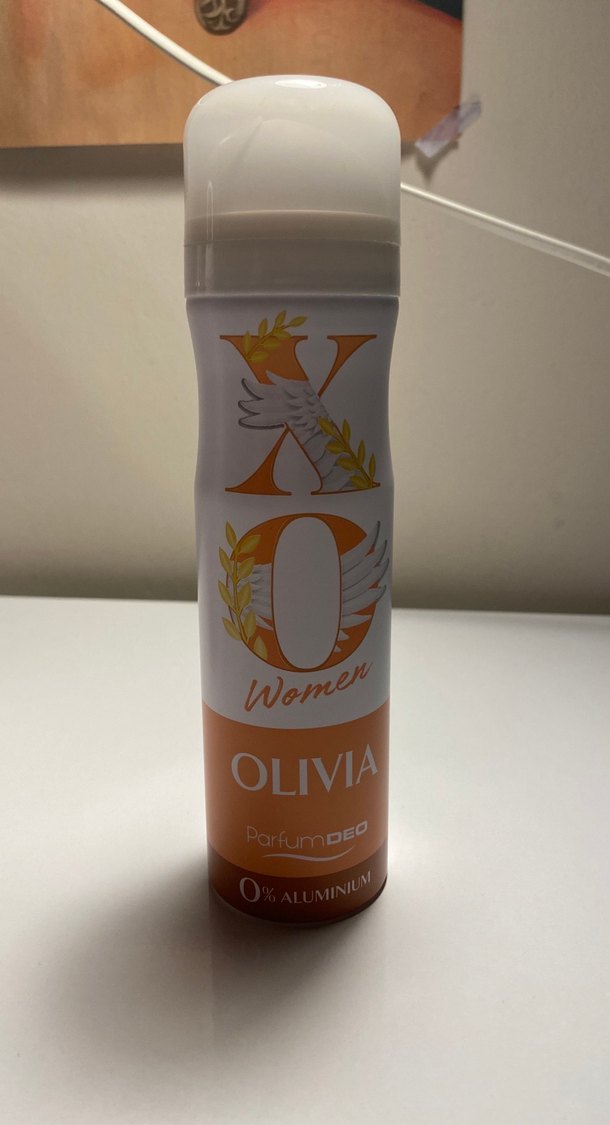 X
O
Women
OLIVIA
ParfumDEO
0% ALUMINIUM